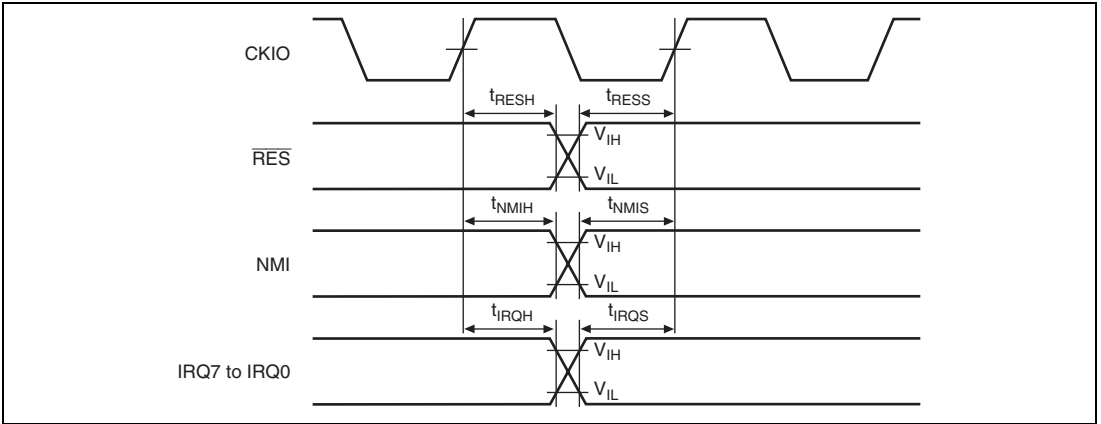 CKIO
tRESH tRESS
RES
VIH
VIL
tNMIH tNMIS
NMI
VIH
VIL
tIRQH tIRQS
IRQ7 to IRQ0
VIH
VIL